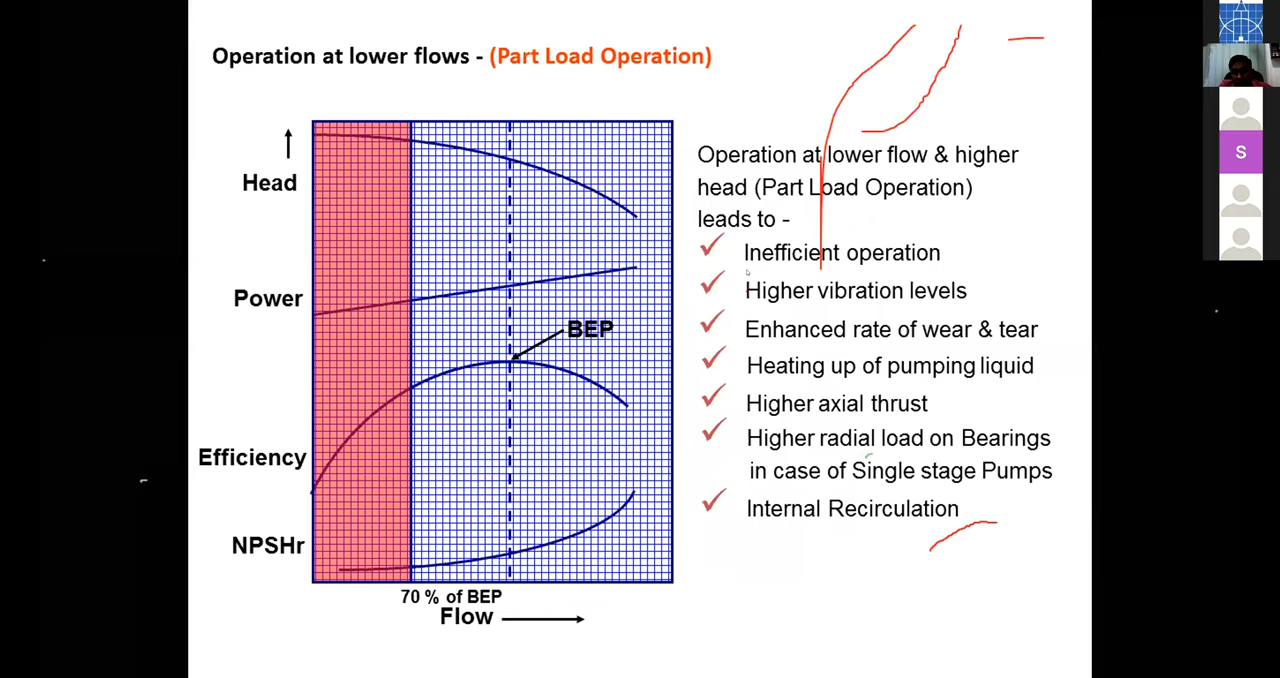 Operation at lower flows - (Part Load Operation)
Head
Power
Efficiency
NPSHr
BEP
70 % of BEP
Flow
Operation at lower flow & higher
head (Part Load Operation)
leads to -
Inefficient operation
Higher vibration levels
Enhanced rate of wear & tear
Heating up of pumping liquid
Higher axial thrust
Higher radial load on Bearings
in case of Single stage Pumps
Internal Recirculation
S